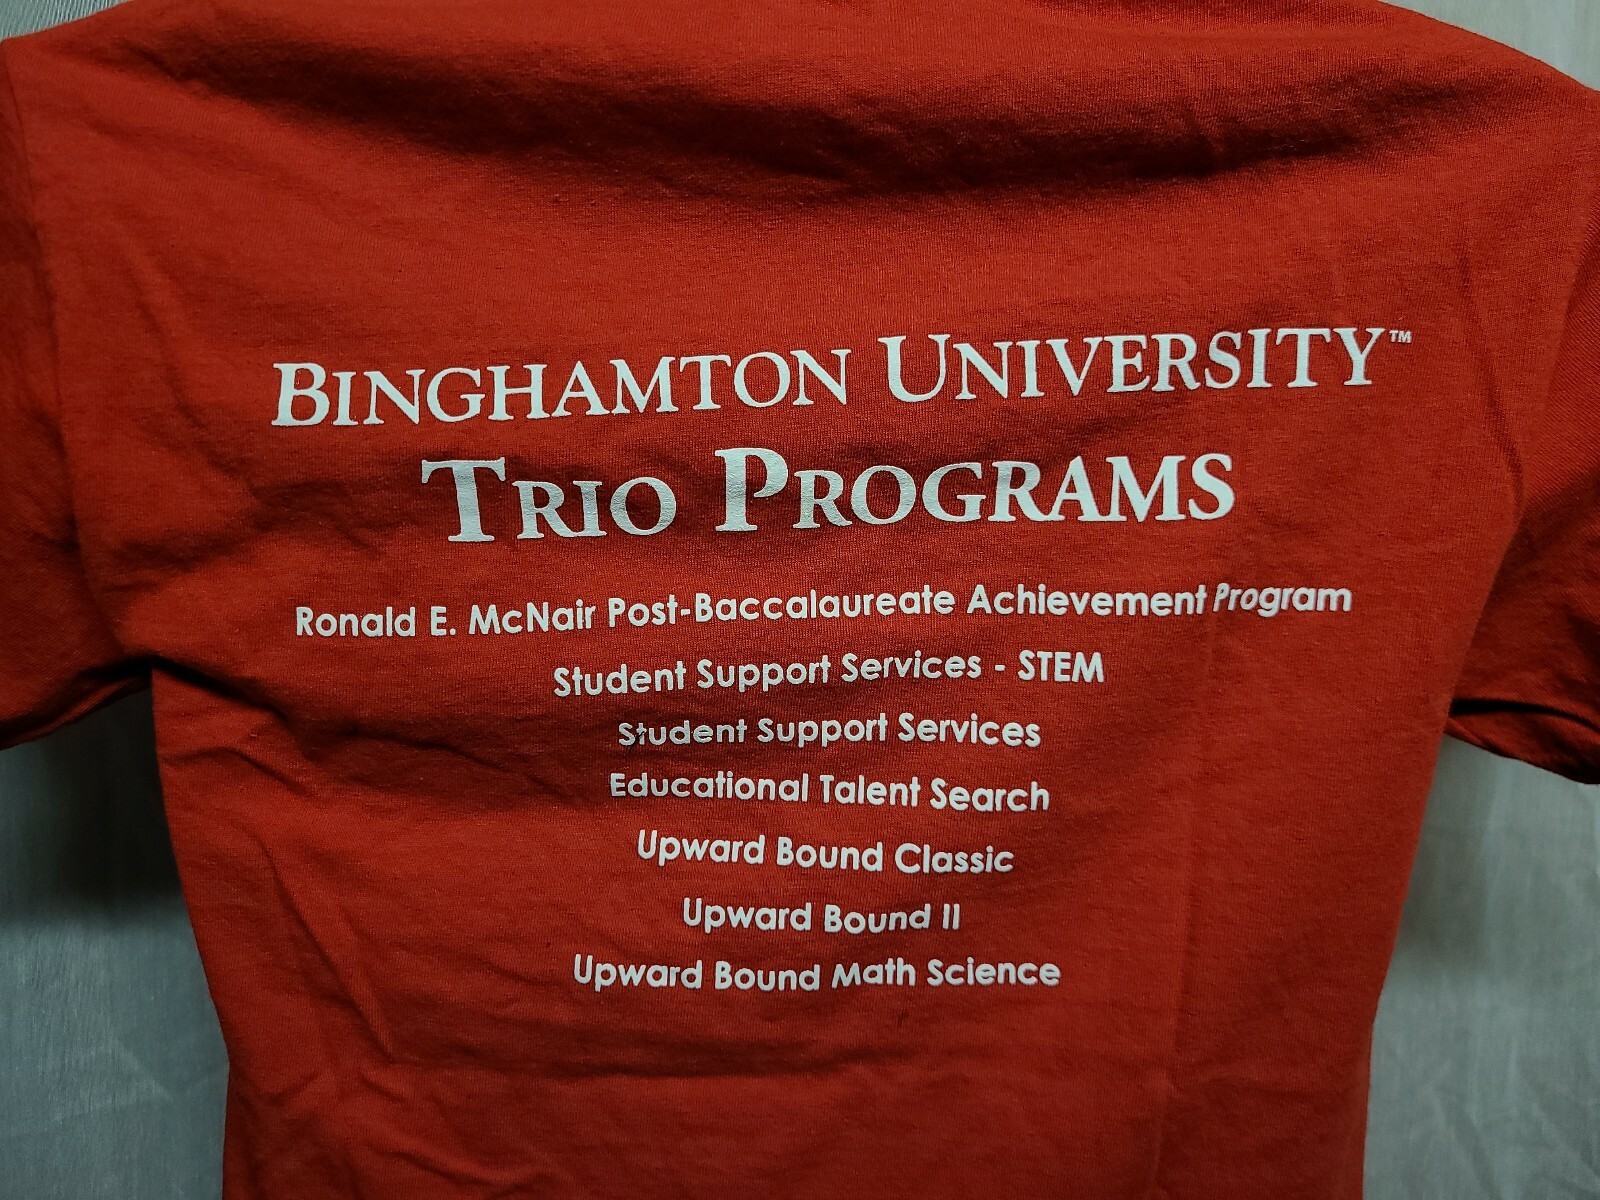 BINGHAMTON UNIVERSITY™
TRIO PROGRAMS
Ronald E. McNair Post-Baccalaureate Achievement Program
Student Support Services - STEM
Student Support Services
Educational Talent Search
Upward Bound Classic
Upward Bound II
Upward Bound Math Science